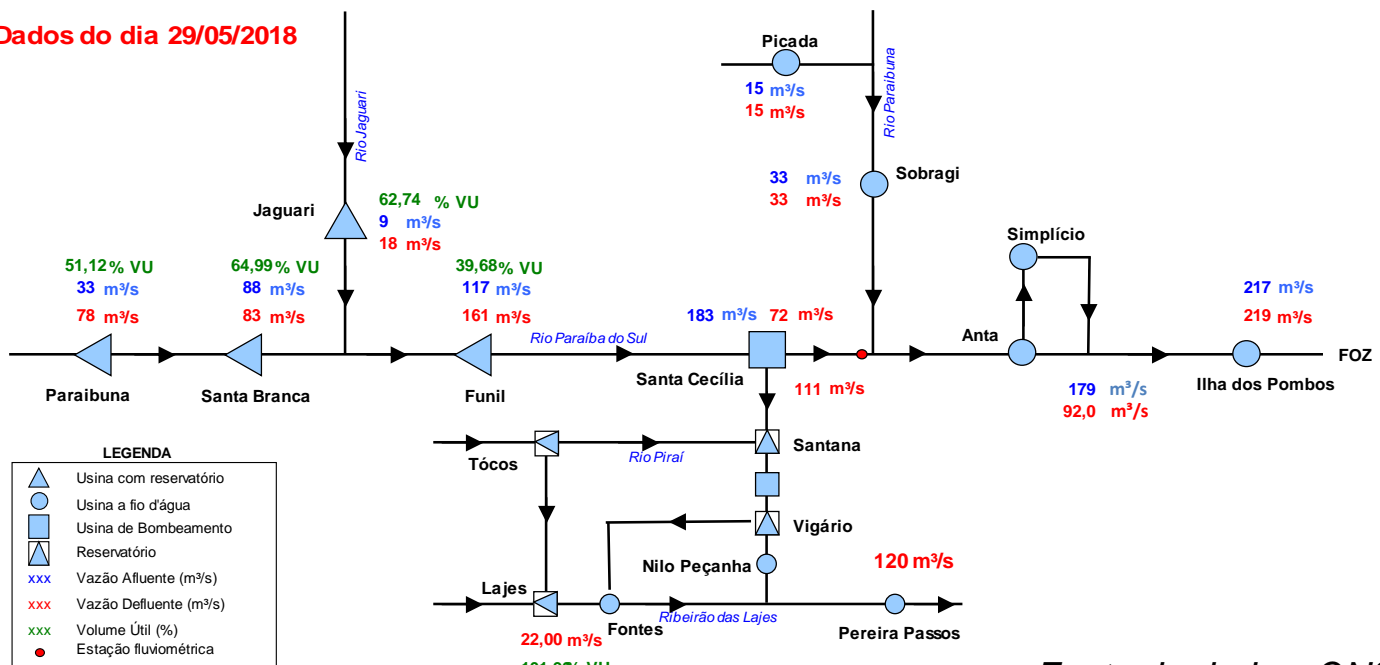 Dados do dia 29/05/2018
Picada
15 m³/s
15 m³/s
Rio Paraibuna
Rio Jaguari
33 m³/s
33 m³/s
Sobragi
Jaguari
62,74 % VU
9 m³/s
18 m³/s
Simplício
51,12% VU
33 m³/s
78 m³/s
64,99% VU
88 m³/s
83 m³/s
39,68% VU
117 m³/s
161 m³/s
217 m³/s
219 m³/s
183 m³/s 72 m³/s
Rio Paraíba do Sul
Anta
FOZ
Paraibuna
Santa Branca
Funil
Santa Cecília
111 m³/s
179 m³/s
92,0 m³/s
Ilha dos Pombos
LEGENDA
Usina com reservatório
Usina a fio d'água
Usina de Bombeamento
Reservatório
xxx Vazão Afluente (m³/s)
xxx Vazão Defluente (m³/s)
xxx Volume Útil (%)
Estação fluviométrica
Tócos
Rio Piraí
Santana
Vigário
Nilo Peçanha
120 m³/s
Lajes
Fontes
Ribeirão das Lajes
Pereira Passos
22,00 m³/s
% VU